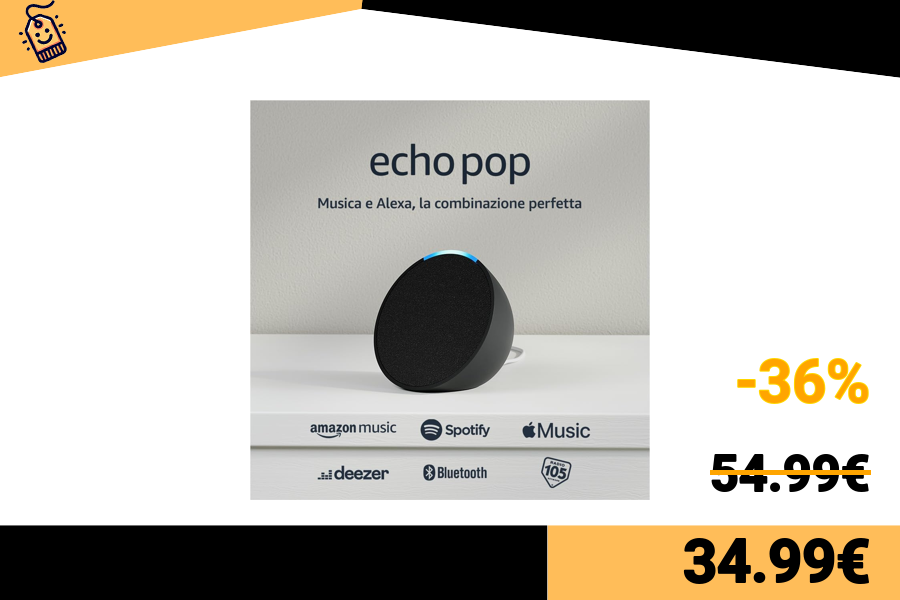 echo pop
Musica e Alexa, la combinazione perfetta
amazon music
Spotify
Music
deezer
Bluetooth
RADIO
105
-36%
54.99€
34.99€